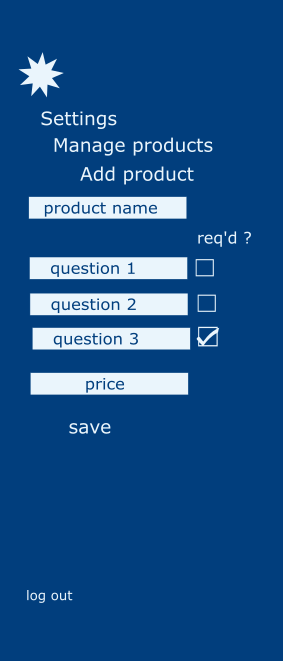 Settings
Manage products
Add product
product name
req'd ?
question 1
question 2
question 3
price
save
log out